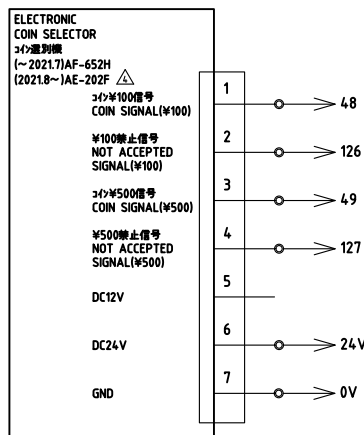 ELECTRONIC
COIN SELECTOR
コイン選別機
(~2021.7)AF-652H
(2021.8~)AE-202F 4
コイン¥100信号
COIN SIGNAL(¥100)
1
48
¥100禁止信号
NOT ACCEPTED
SIGNAL(¥100)
2
126
コイン¥500信号
COIN SIGNAL(¥500)
3
49
¥500禁止信号
NOT ACCEPTED
SIGNAL(¥500)
4
127
DC12V
5
DC24V
6
24V
GND
7
0V